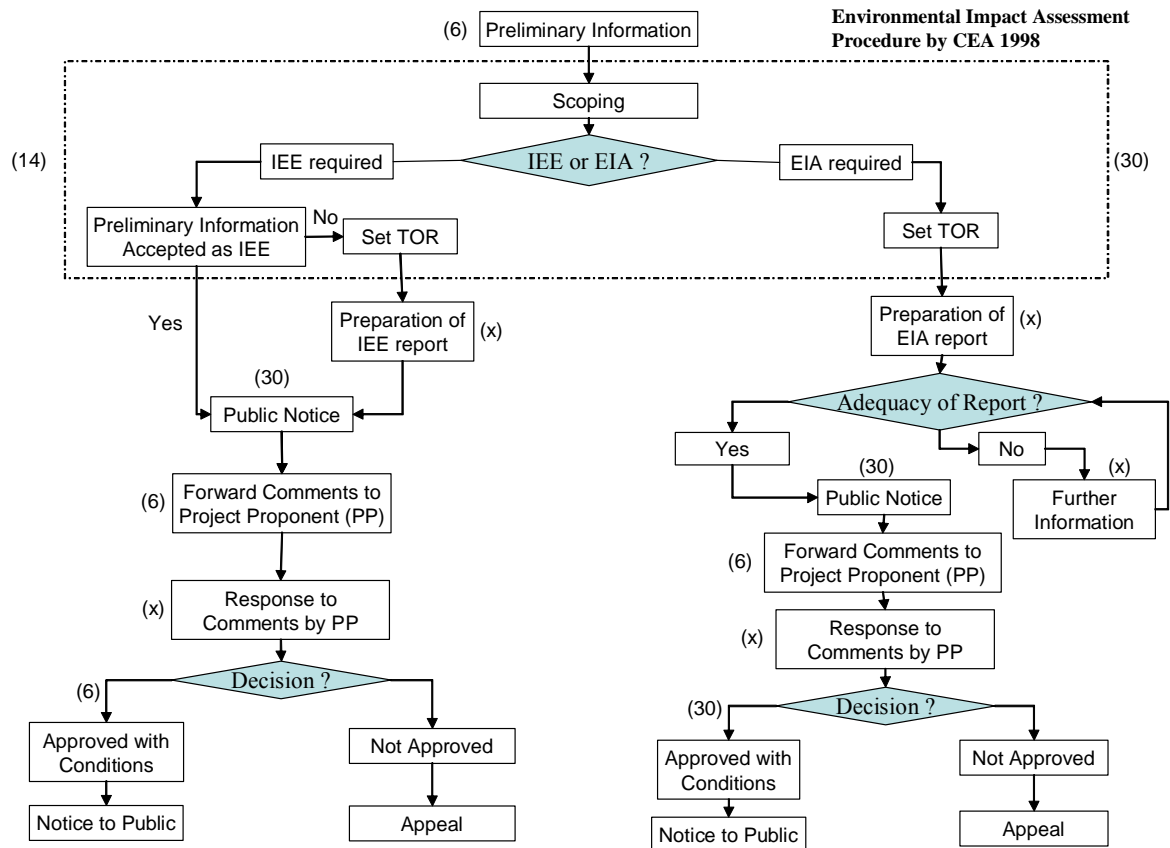 Environmental Impact Assessment
Procedure by CEA 1998
(6)
Preliminary Information
Scoping
(14)
IEE required
IEE or EIA ?
EIA required
(30)
Preliminary Information
Accepted as IEE
No
Set TOR
Set TOR
Yes
Preparation of
IEE report
(x)
Preparation of
EIA report
(x)
(30)
Public Notice
Adequacy of Report ?
Yes
No
(x)
Further
Information
(30)
Public Notice
(6)
Forward Comments to
Project Proponent (PP)
(6)
Forward Comments to
Project Proponent (PP)
(x)
Response to
Comments by PP
(x)
Response to
Comments by PP
Decision ?
(6)
Approved with
Conditions
Not Approved
Notice to Public
Appeal
Decision ?
(30)
Approved with
Conditions
Not Approved
Notice to Public
Appeal